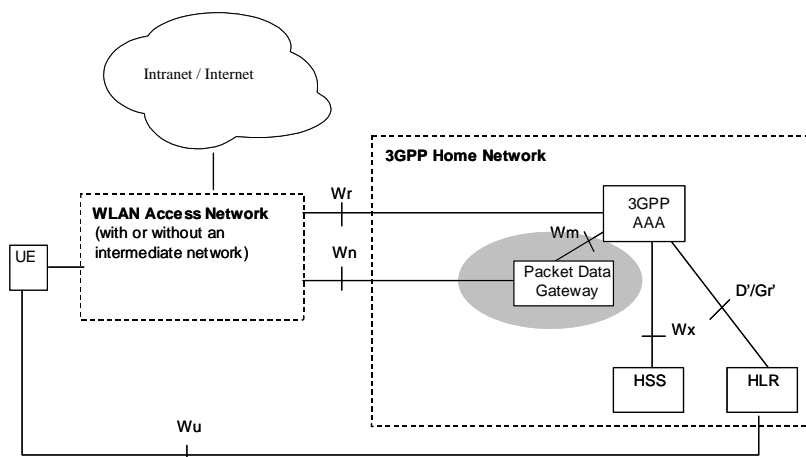 Intranet / Internet
3GPP Home Network
WLAN Access Network
(with or without an
intermediate network)
Wr
3GPP
AAA
Wm
UE
Wn
Packet Data
Gateway
D'/Gr'
Wx
HSS
HLR
Wu